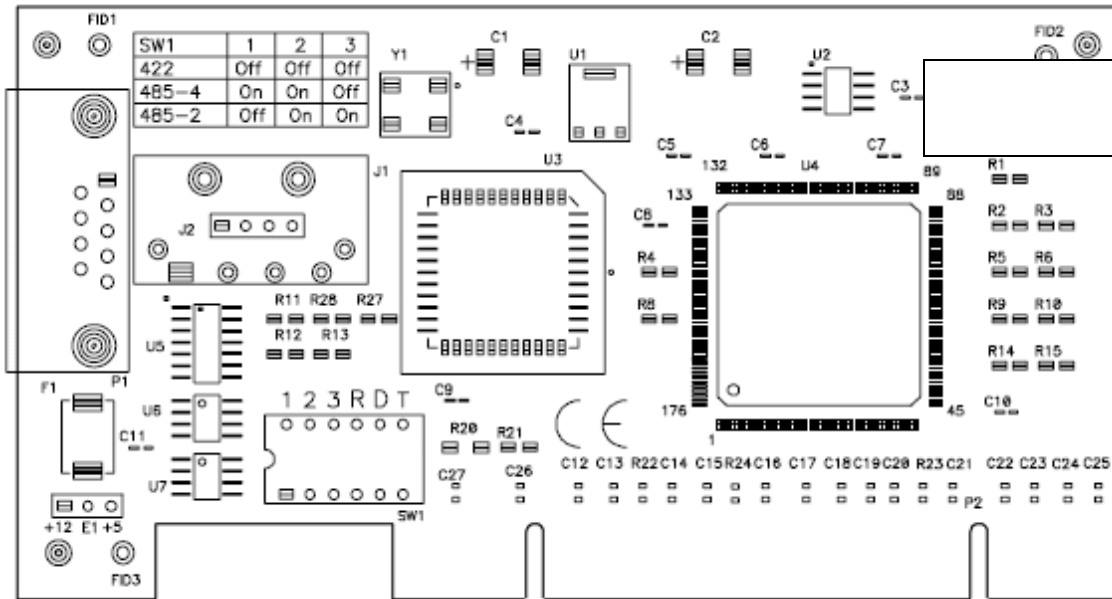 FID1
FID2
SW1 1 2 3
422 Off Off Off
485-4 On On Off
485-2 Off On On
Y1
+ C1
U1
+ C2
U2
C3
C4
C5
C6
C7
J1
U3
132
U4
89
133
88
R1
J2
C8
R2
R3
R4
R5
R6
R11
R28
R27
R8
R9
R10
U5
R12
R13
R14
R15
F1
P1
U6
1 2 3 R D T
C9
176
45
C10
C11
R20
R21
1
U7
C27
C26
C12
C13
R22
C14
C15
R24
C16
C17
C18
C19
C20
R23
C21
C22
C23
C24
C25
SW1
P2
+12 E1 +5
FID3